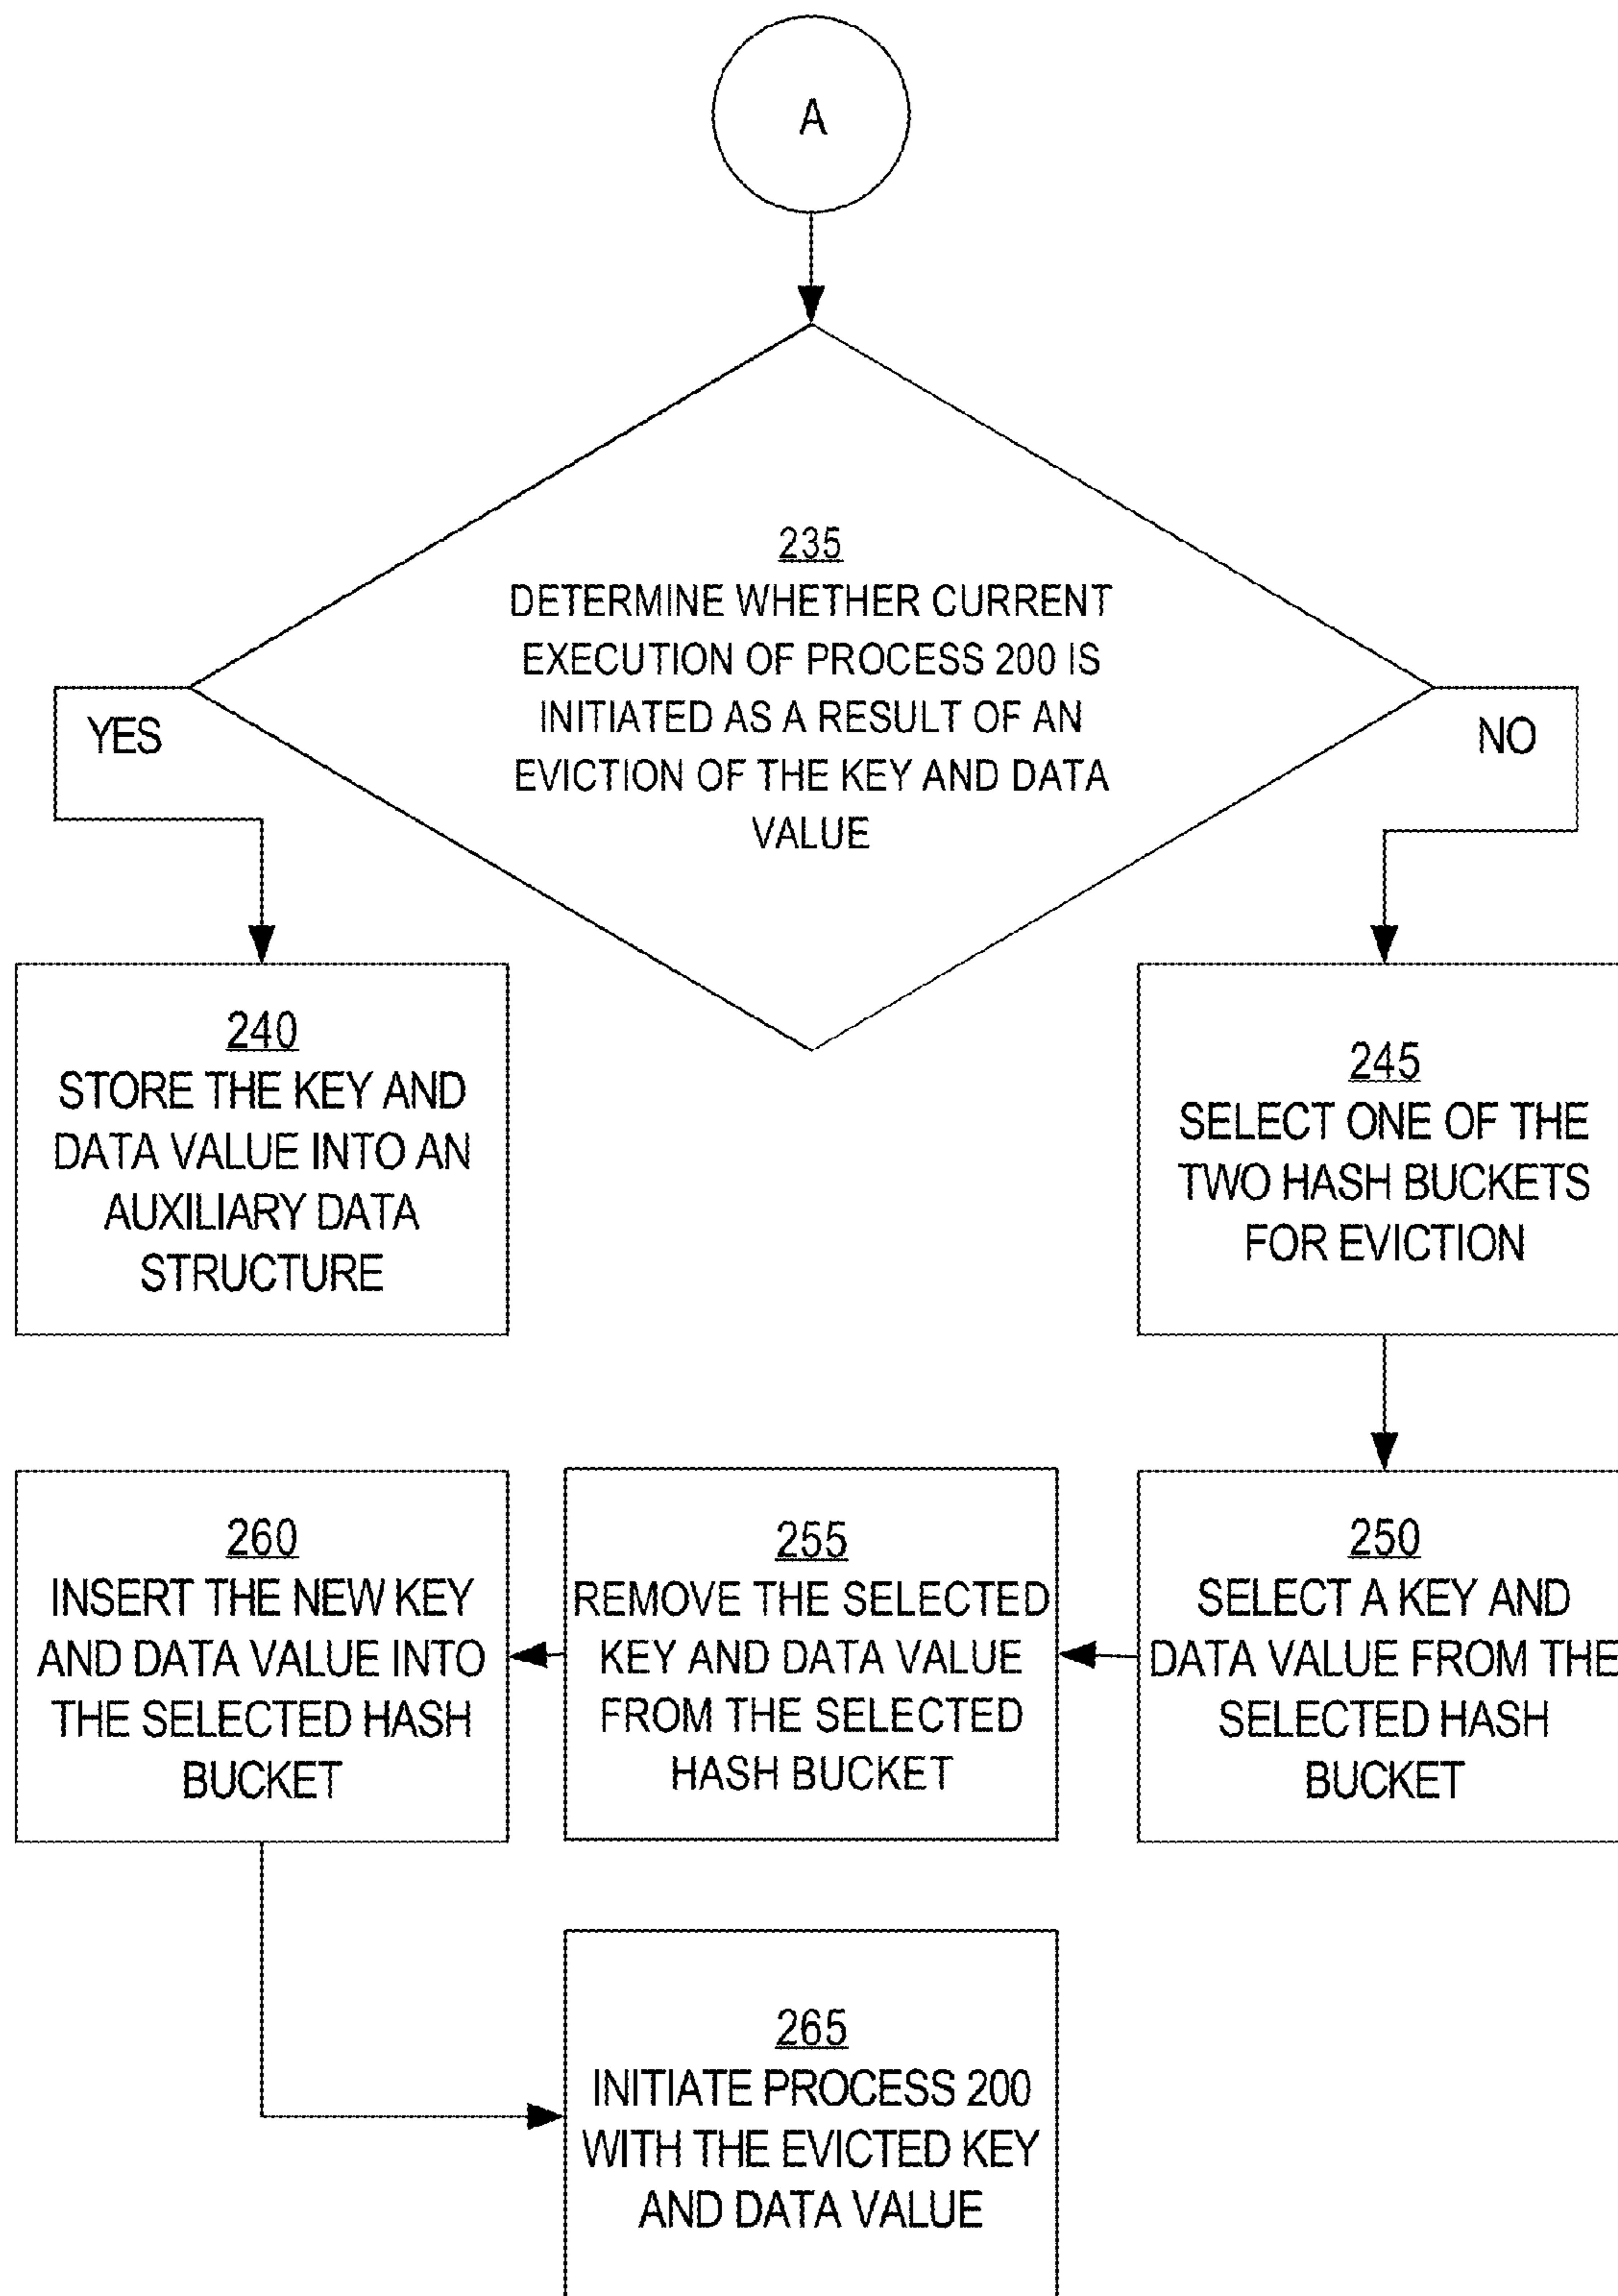 A
235
DETERMINE WHETHER CURRENT
EXECUTION OF PROCESS 200 IS
INITIATED AS A RESULT OF AN
EVICTION OF THE KEY AND DATA
VALUE
YES
NO
240
STORE THE KEY AND
DATA VALUE INTO AN
AUXILIARY DATA
STRUCTURE
245
SELECT ONE OF THE
TWO HASH BUCKETS
FOR EVICTION
250
SELECT A KEY AND
DATA VALUE FROM THE
SELECTED HASH
BUCKET
255
REMOVE THE SELECTED
KEY AND DATA VALUE
FROM THE SELECTED
HASH BUCKET
260
INSERT THE NEW KEY
AND DATA VALUE INTO
THE SELECTED HASH
BUCKET
265
INITIATE PROCESS 200
WITH THE EVICTED KEY
AND DATA VALUE